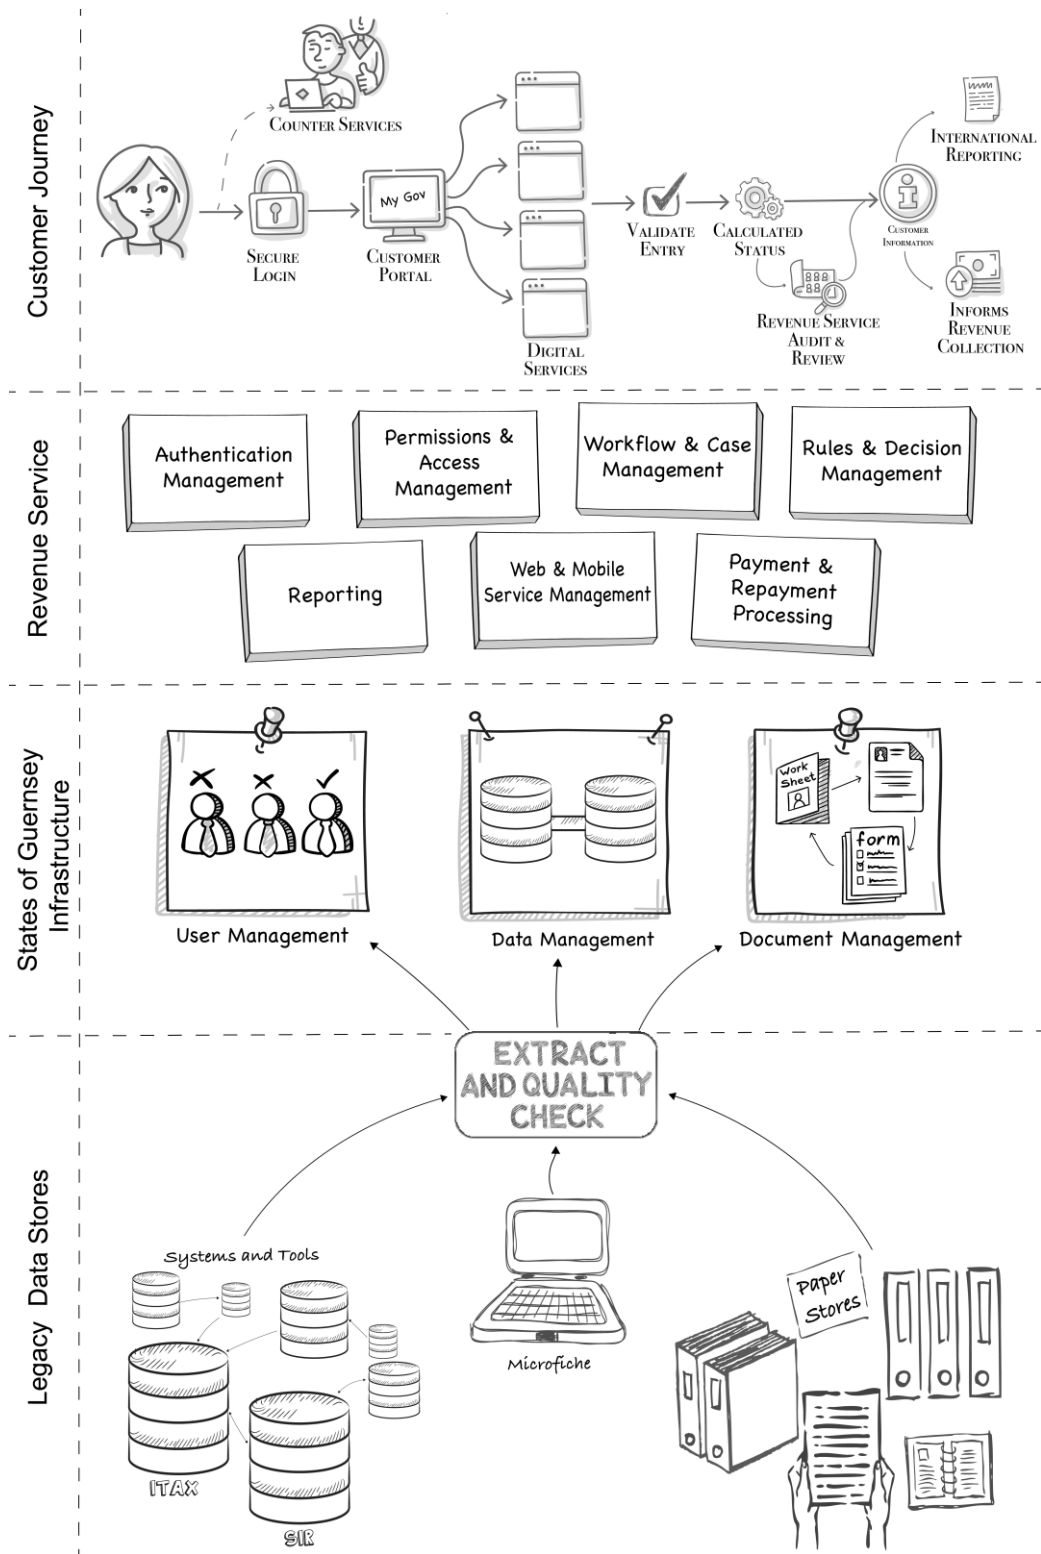 Customer Journey
COUNTER SERVICES
SECURE
LOGIN
My Gov
CUSTOMER
PORTAL
DIGITAL
SERVICES
VALIDATE
ENTRY
CALCULATED
STATUS
REVENUE SERVICE
AUDIT &
REVIEW
CUSTOMER
INFORMATION
INTERNATIONAL
REPORTING
INFORMS
REVENUE
COLLECTION
Revenue Service
Authentication
Management
Permissions &
Access
Management
Workflow & Case
Management
Rules & Decision
Management
Reporting
Web & Mobile
Service Management
Payment &
Repayment
Processing
States of Guernsey
Infrastructure
User Management
Data Management
Work
Sheet
form
Document Management
EXTRACT
AND QUALITY
CHECK
Legacy Data Stores
Systems and Tools
ITAX
SIR
Microfiche
Paper
Stores